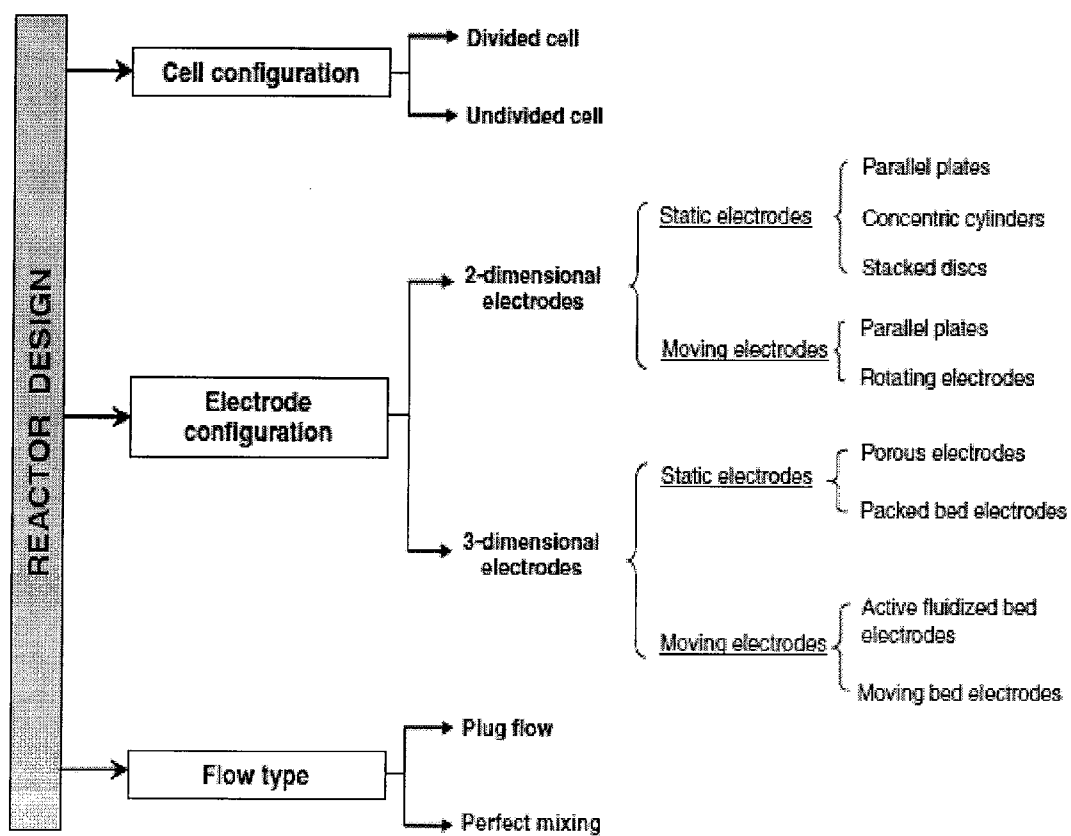 REACTOR DESIGN
Cell configuration
Divided cell
Undivided cell
Electrode
configuration
2-dimensional
electrodes
Static electrodes
Parallel plates
Concentric cylinders
Stacked discs
Moving electrodes
Parallel plates
Rotating electrodes
3-dimensional
electrodes
Static electrodes
Porous electrodes
Packed bed electrodes
Moving electrodes
Active fluidized bed
electrodes
Moving bed electrodes
Flow type
Plug flow
Perfect mixing